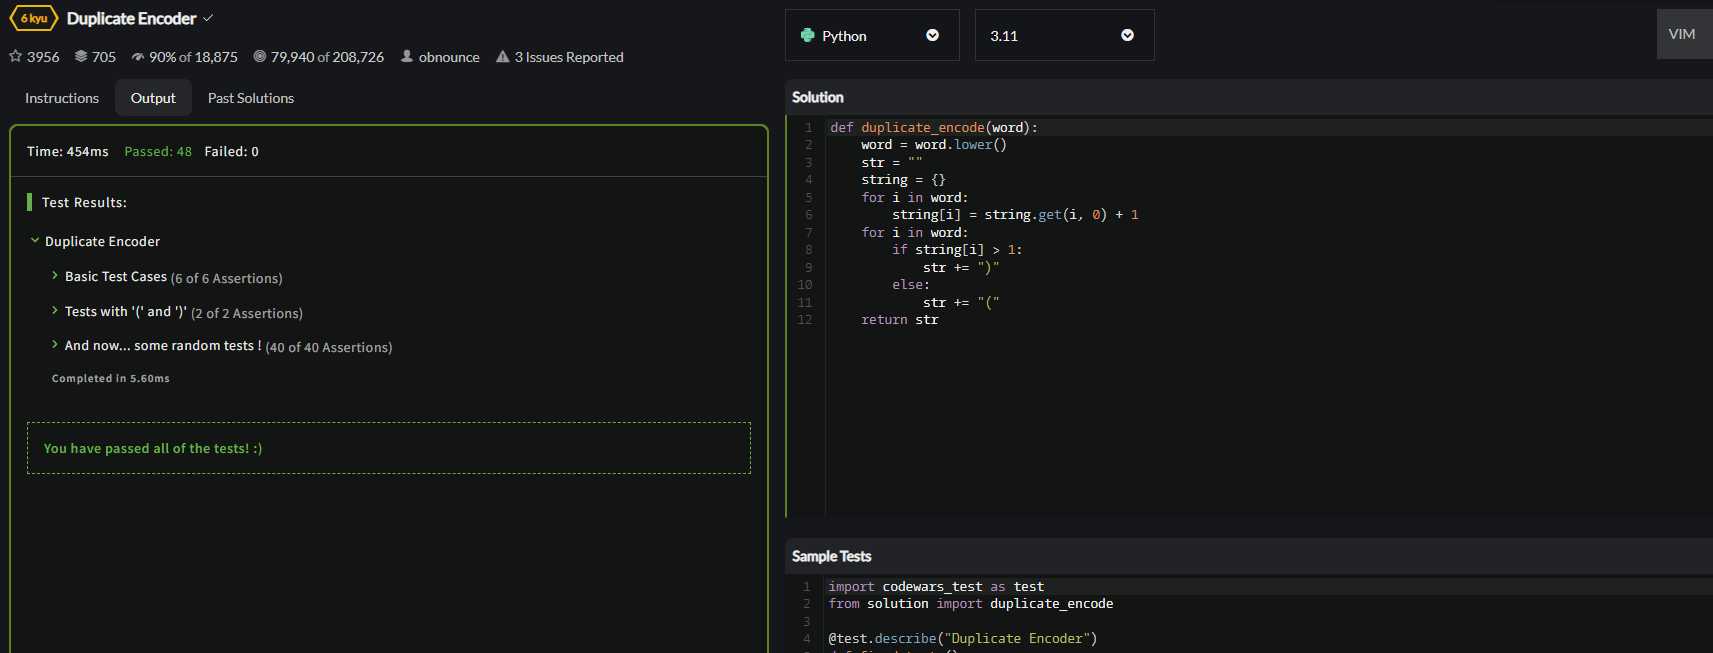 6 kyu Duplicate Encoder
3956 705 90% of 18,875 79,940 of 208,726 obnounce 3 Issues Reported
Instructions Output Past Solutions
Time: 454ms Passed: 48 Failed: 0
Test Results:
Duplicate Encoder
Basic Test Cases (6 of 6 Assertions)
Tests with '(' and ')' (2 of 2 Assertions)
And now... some random tests ! (40 of 40 Assertions)
Completed in 5.60ms
You have passed all of the tests! :)
Python 3.11 VIM
Solution
1 def duplicate_encode(word):
2     word = word.lower()
3     str = ""
4     string = {}
5     for i in word:
6         string[i] = string.get(i, 0) + 1
7     for i in word:
8         if string[i] > 1:
9             str += ")"
10         else:
11             str += "("
12     return str
Sample Tests
1 import codewars_test as test
2 from solution import duplicate_encode
3
4 @test.describe("Duplicate Encoder")